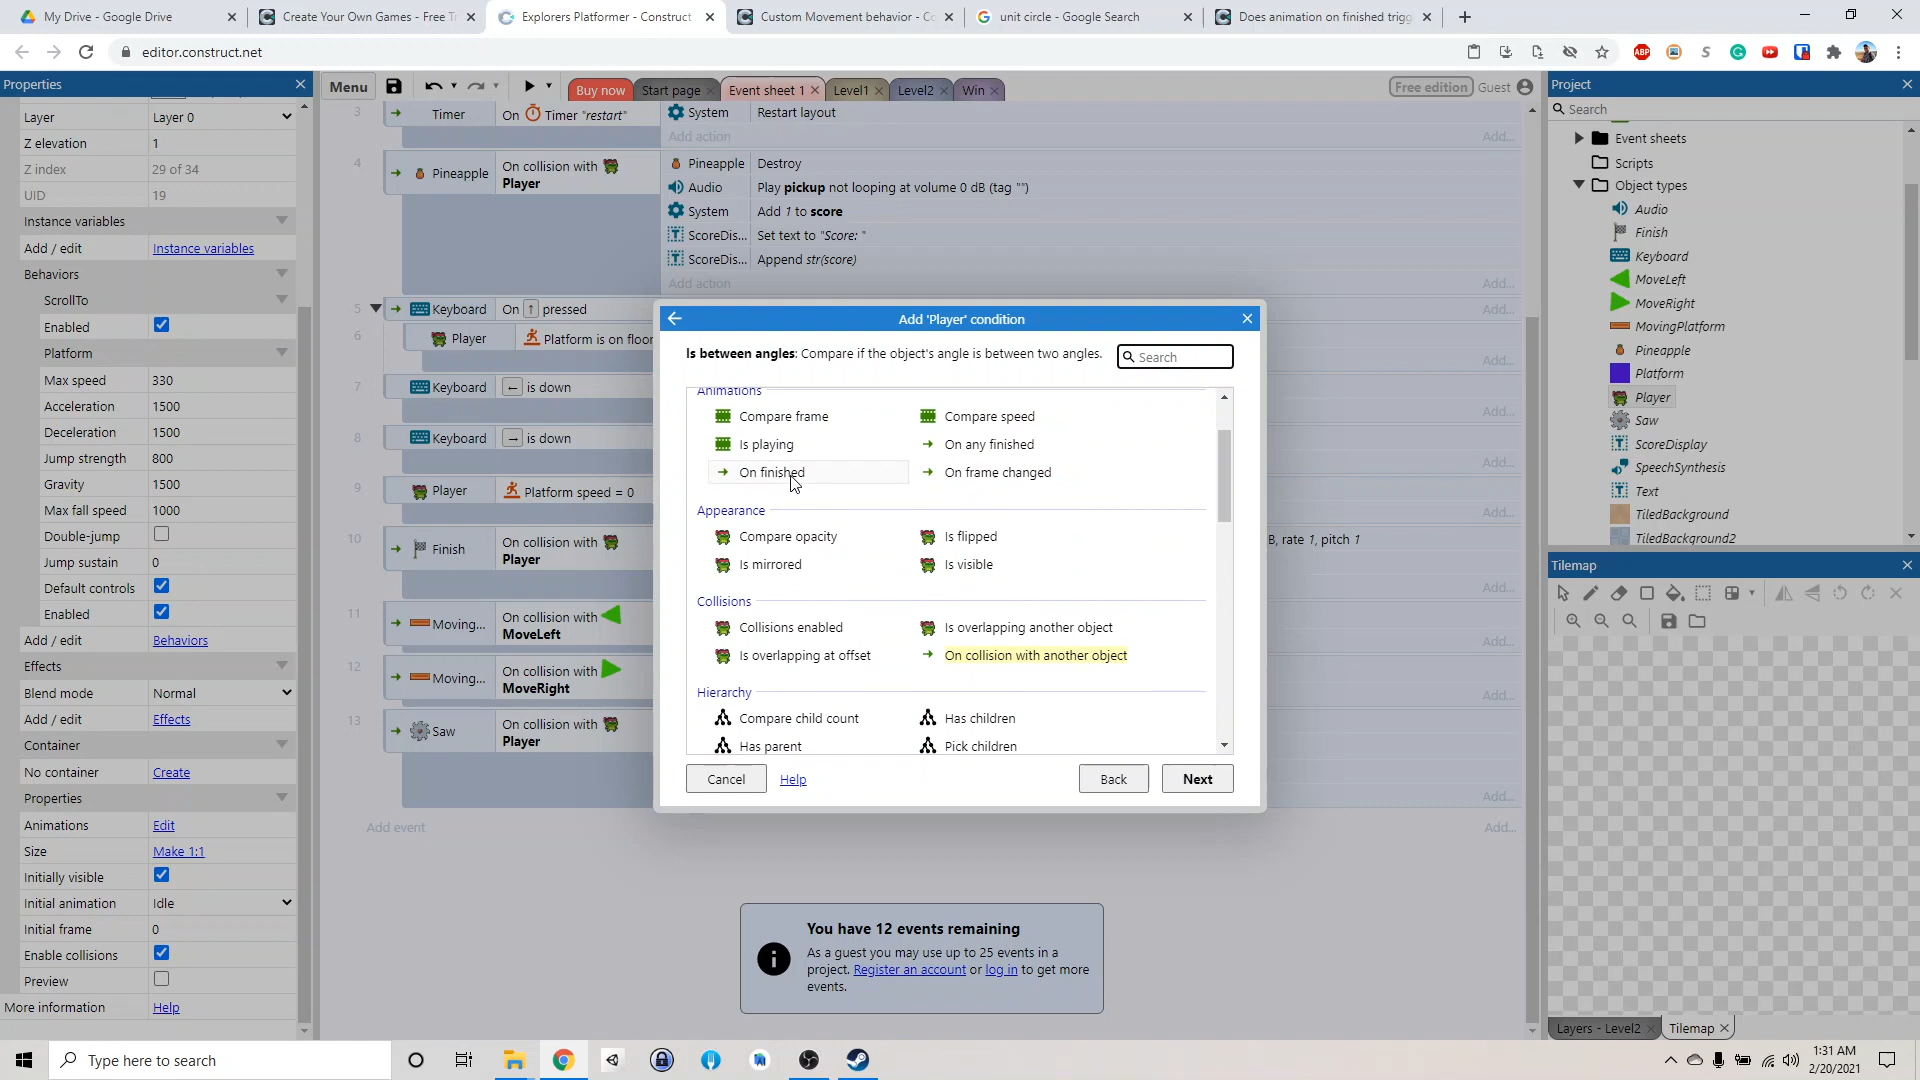 My Drive - Google Drive
Create Your Own Games - Free T
Explorers Platformer - Construct
Custom Movement behavior - C
unit circle - Google Search
Does animation on finished trigg
editor.construct.net
ABP
Properties
Menu
Buy now
Start page
Event sheet 1
Level1
Level2
Win
Free edition
Guest
Project
Search
Layer
Layer 0
Z elevation
1
Z index
29 of 34
UID
19
Instance variables
Add / edit
Instance variables
Behaviors
ScrollTo
Enabled
Platform
Max speed
330
Acceleration
1500
Deceleration
1500
Jump strength
800
Gravity
1500
Max fall speed
1000
Double-jump
Jump sustain
0
Default controls
Enabled
Add / edit
Behaviors
Effects
Blend mode
Normal
Add / edit
Effects
Container
No container
Create
Properties
Animations
Edit
Size
Make 1:1
Initially visible
Initial animation
Idle
Initial frame
0
Enable collisions
Preview
More information
Help
3
Timer
On Timer "restart"
System
Restart layout
Add action
Add...
4
Pineapple
On collision with
Player
Pineapple
Destroy
Audio
Play pickup not looping at volume 0 dB (tag "")
System
Add 1 to score
ScoreDis...
Set text to "Score: "
ScoreDis...
Append str(score)
Add action
Add...
5
Keyboard
On ↑ pressed
Add...
6
Player
Platform is on floor
Add...
7
Keyboard
← is down
Add...
8
Keyboard
→ is down
Add...
9
Player
Platform speed = 0
Add...
10
Finish
On collision with
Player
B, rate 1, pitch 1
Add...
11
Moving...
On collision with
MoveLeft
Add...
12
Moving...
On collision with
MoveRight
Add...
13
Saw
On collision with
Player
Add...
Add event
Add...
Add 'Player' condition
Is between angles: Compare if the object's angle is between two angles.
Search
Animations
Compare frame
Compare speed
Is playing
On any finished
On finished
On frame changed
Appearance
Compare opacity
Is flipped
Is mirrored
Is visible
Collisions
Collisions enabled
Is overlapping another object
Is overlapping at offset
On collision with another object
Hierarchy
Compare child count
Has children
Has parent
Pick children
Cancel
Help
Back
Next
You have 12 events remaining
As a guest you may use up to 25 events in a
project. Register an account or log in to get more
events.
Event sheets
Scripts
Object types
Audio
Finish
Keyboard
MoveLeft
MoveRight
MovingPlatform
Pineapple
Platform
Player
Saw
ScoreDisplay
SpeechSynthesis
Text
TiledBackground
TiledBackground2
Tilemap
Layers - Level2
Tilemap
Type here to search
1:31 AM
2/20/2021